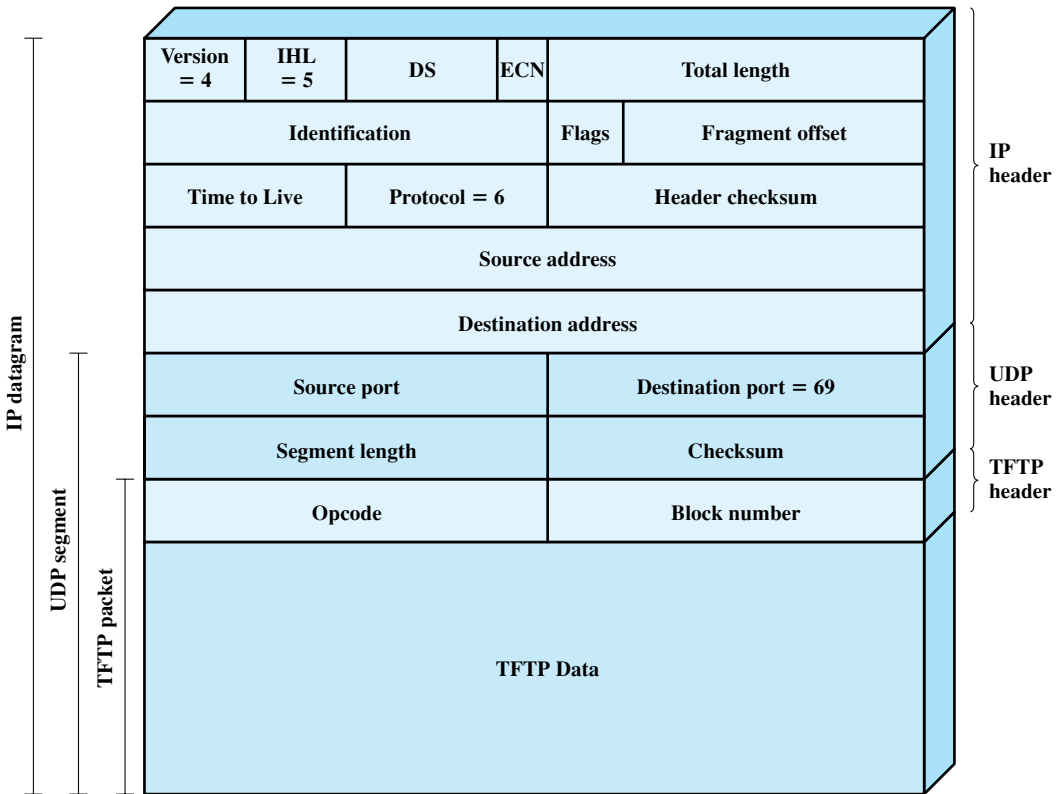 Version
= 4
IHL
= 5
DS
ECN
Total length
Identification
Flags
Fragment offset
Time to Live
Protocol = 6
Header checksum
Source address
Destination address
Source port
Destination port = 69
Segment length
Checksum
Opcode
Block number
TFTP Data
IP datagram
UDP segment
TFTP packet
IP
header
UDP
header
TFTP
header